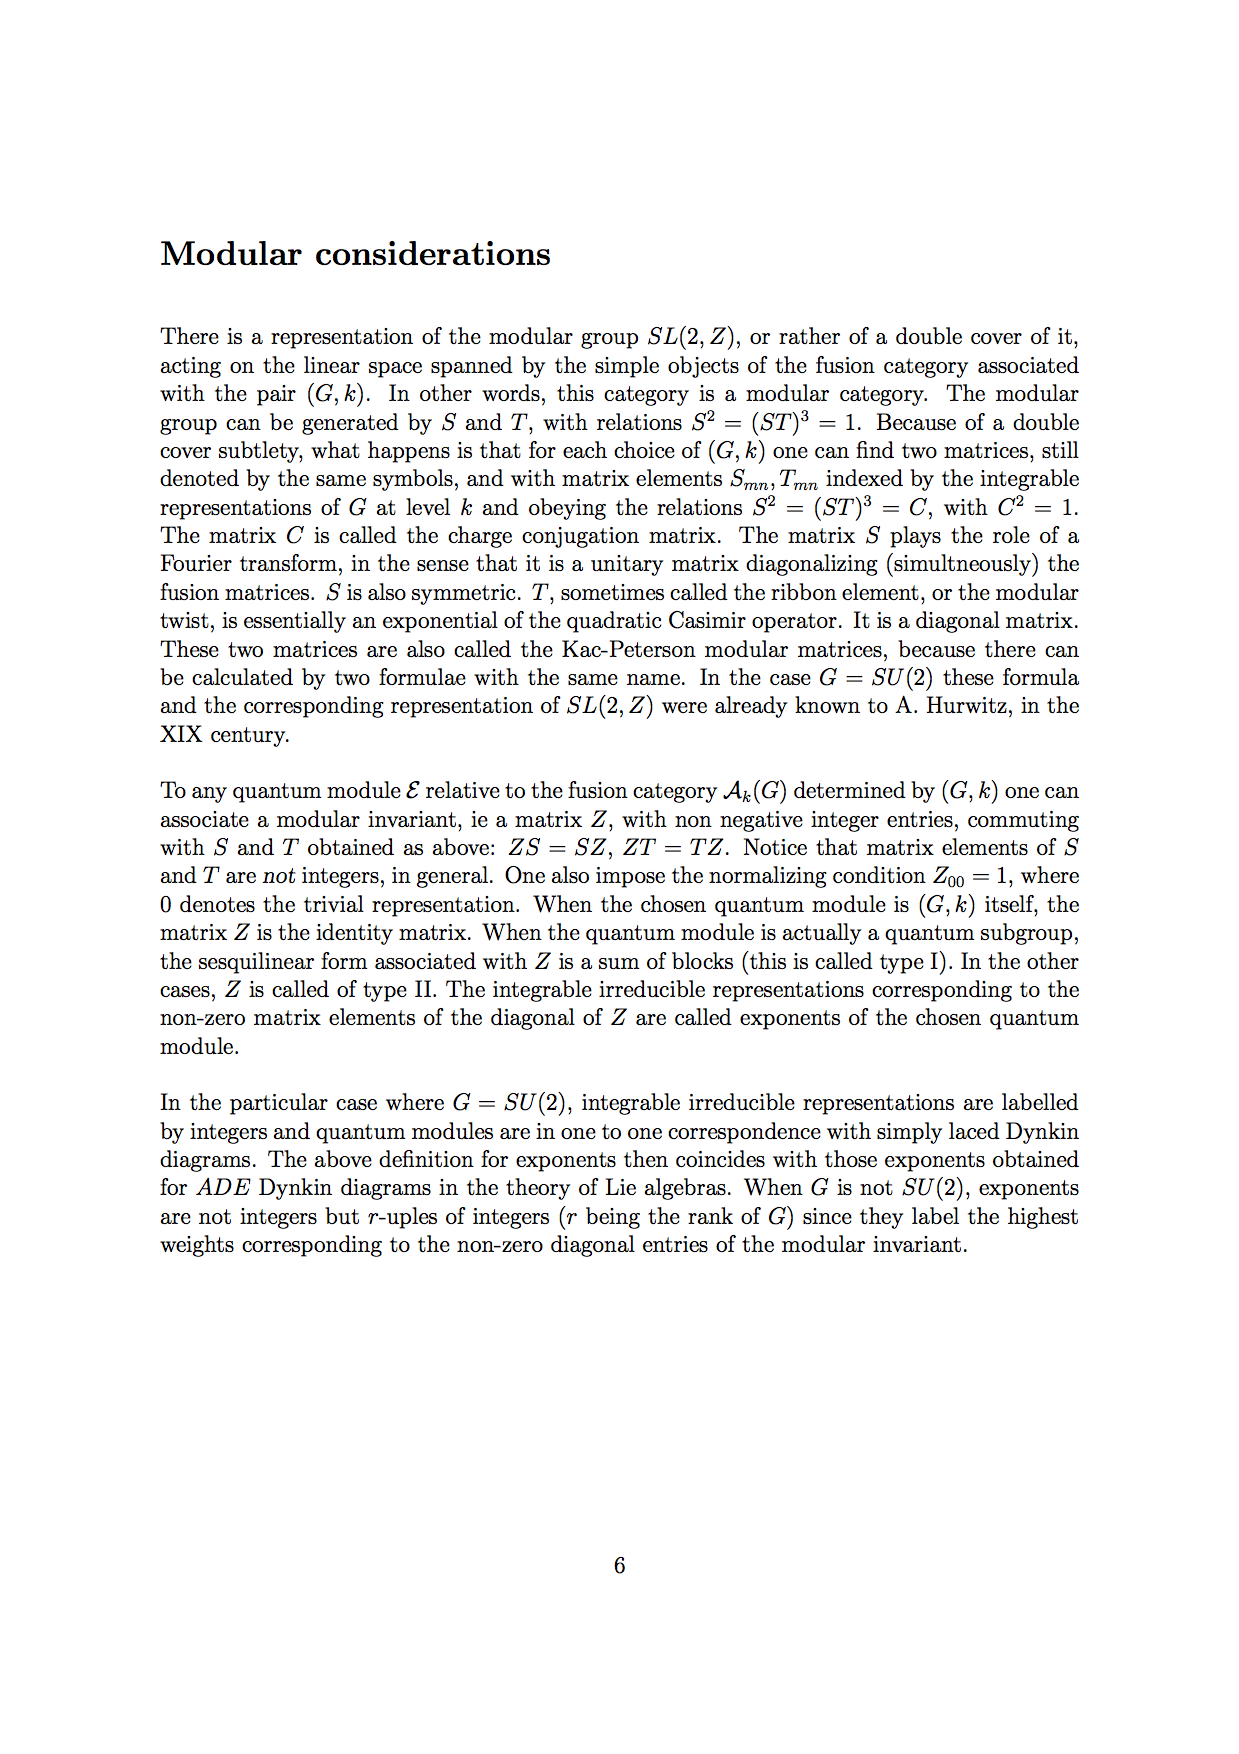 Modular considerations
There is a representation of the modular group SL(2, Z), or rather of a double cover of it,
acting on the linear space spanned by the simple objects of the fusion category associated
with the pair (G, k). In other words, this category is a modular category. The modular
group can be generated by S and T, with relations S² = (ST)³ = 1. Because of a double
cover subtlety, what happens is that for each choice of (G, k) one can find two matrices, still
denoted by the same symbols, and with matrix elements Sₘₙ, Tₘₙ indexed by the integrable
representations of G at level k and obeying the relations S² = (ST)³ = C, with C² = 1.
The matrix C is called the charge conjugation matrix. The matrix S plays the role of a
Fourier transform, in the sense that it is a unitary matrix diagonalizing (simultneously) the
fusion matrices. S is also symmetric. T, sometimes called the ribbon element, or the modular
twist, is essentially an exponential of the quadratic Casimir operator. It is a diagonal matrix.
These two matrices are also called the Kac-Peterson modular matrices, because there can
be calculated by two formulae with the same name. In the case G = SU(2) these formula
and the corresponding representation of SL(2, Z) were already known to A. Hurwitz, in the
XIX century.
To any quantum module ℰ relative to the fusion category 𝒜ₖ(G) determined by (G, k) one can
associate a modular invariant, ie a matrix Z, with non negative integer entries, commuting
with S and T obtained as above: ZS = SZ, ZT = TZ. Notice that matrix elements of S
and T are not integers, in general. One also impose the normalizing condition Z₀₀ = 1, where
0 denotes the trivial representation. When the chosen quantum module is (G, k) itself, the
matrix Z is the identity matrix. When the quantum module is actually a quantum subgroup,
the sesquilinear form associated with Z is a sum of blocks (this is called type I). In the other
cases, Z is called of type II. The integrable irreducible representations corresponding to the
non-zero matrix elements of the diagonal of Z are called exponents of the chosen quantum
module.
In the particular case where G = SU(2), integrable irreducible representations are labelled
by integers and quantum modules are in one to one correspondence with simply laced Dynkin
diagrams. The above definition for exponents then coincides with those exponents obtained
for ADE Dynkin diagrams in the theory of Lie algebras. When G is not SU(2), exponents
are not integers but r-uples of integers (r being the rank of G) since they label the highest
weights corresponding to the non-zero diagonal entries of the modular invariant.
6